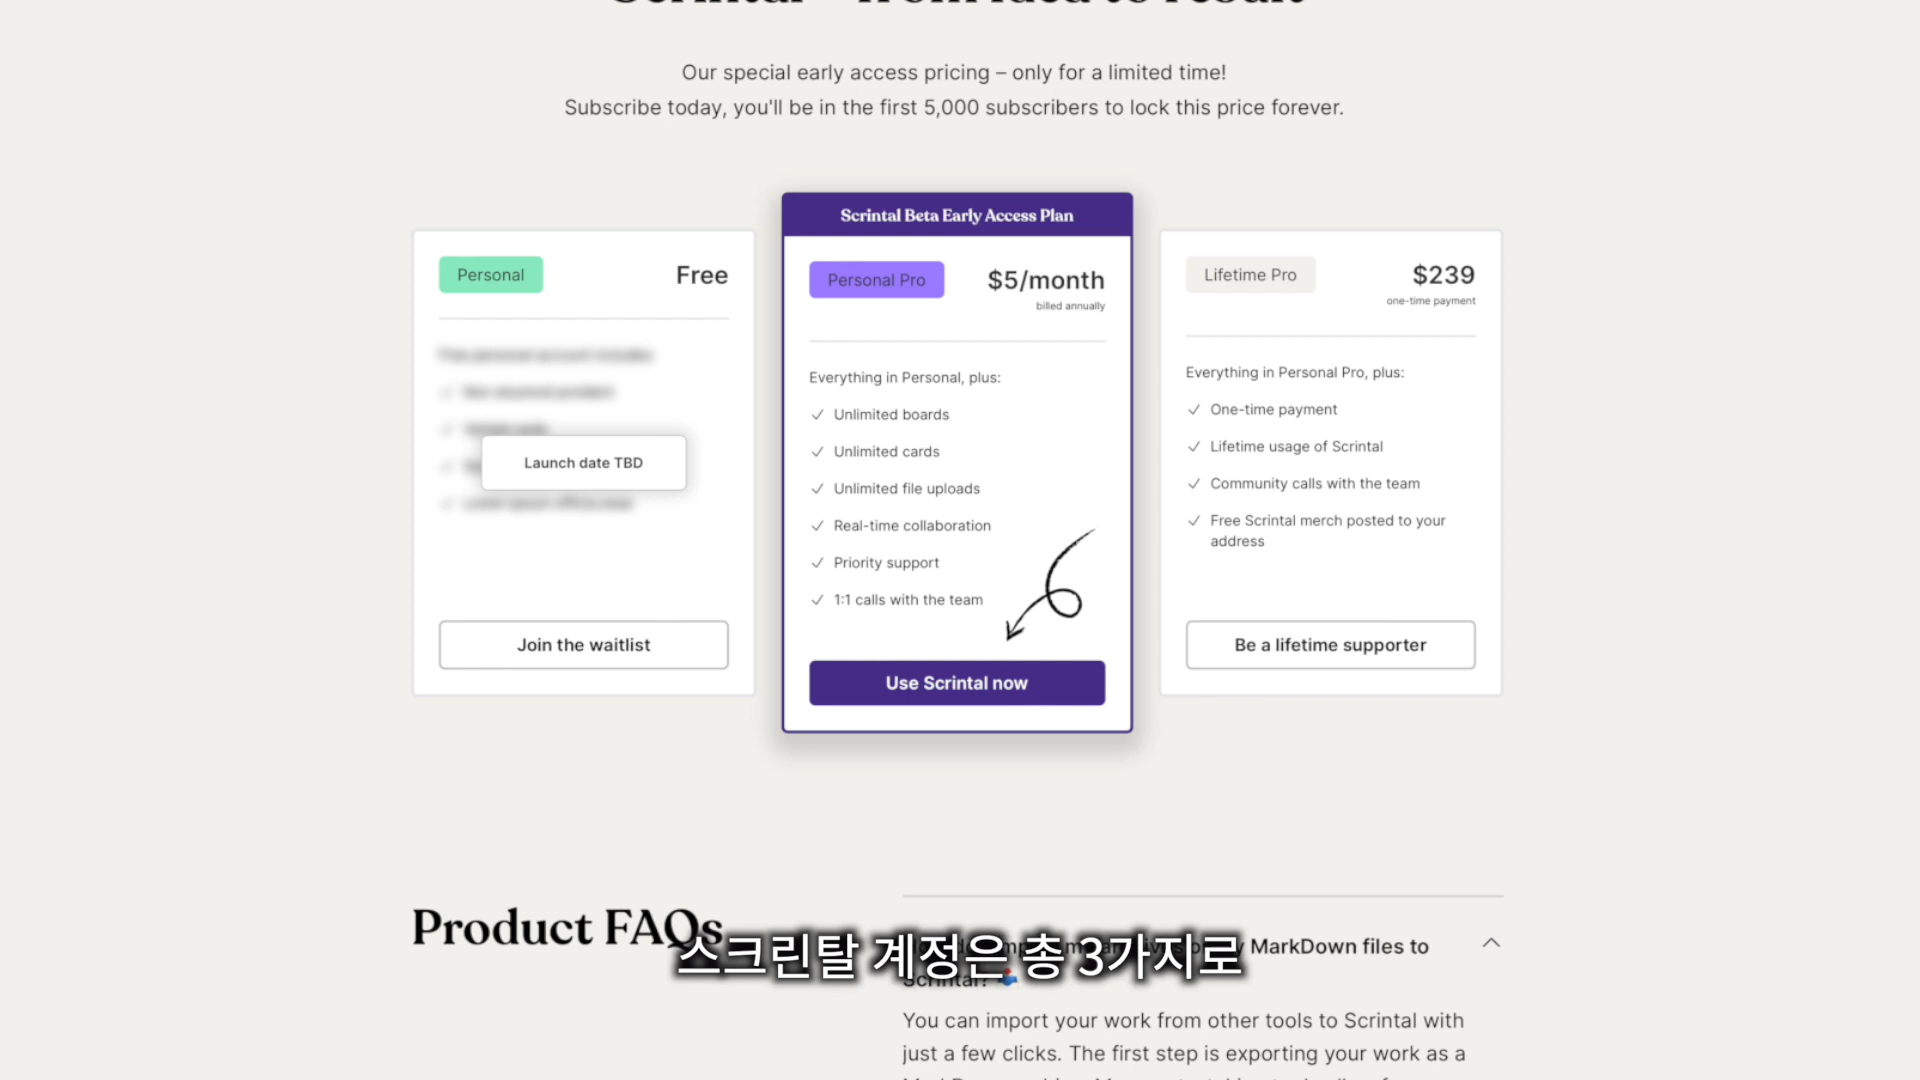 Scrintal – from idea to result
Our special early access pricing – only for a limited time!
Subscribe today, you'll be in the first 5,000 subscribers to lock this price forever.
Scrintal Beta Early Access Plan
Personal
Free
Launch date TBD
Join the waitlist
Personal Pro
$5/month
billed annually
Everything in Personal, plus:
Unlimited boards
Unlimited cards
Unlimited file uploads
Real-time collaboration
Priority support
1:1 calls with the team
Use Scrintal now
Lifetime Pro
$239
one-time payment
Everything in Personal Pro, plus:
One-time payment
Lifetime usage of Scrintal
Community calls with the team
Free Scrintal merch posted to your
address
Be a lifetime supporter
Product FAQs
MarkDown files to
Scrintal?
스크린탈 계정은 총 3가지로
You can import your work from other tools to Scrintal with
just a few clicks. The first step is exporting your work as a